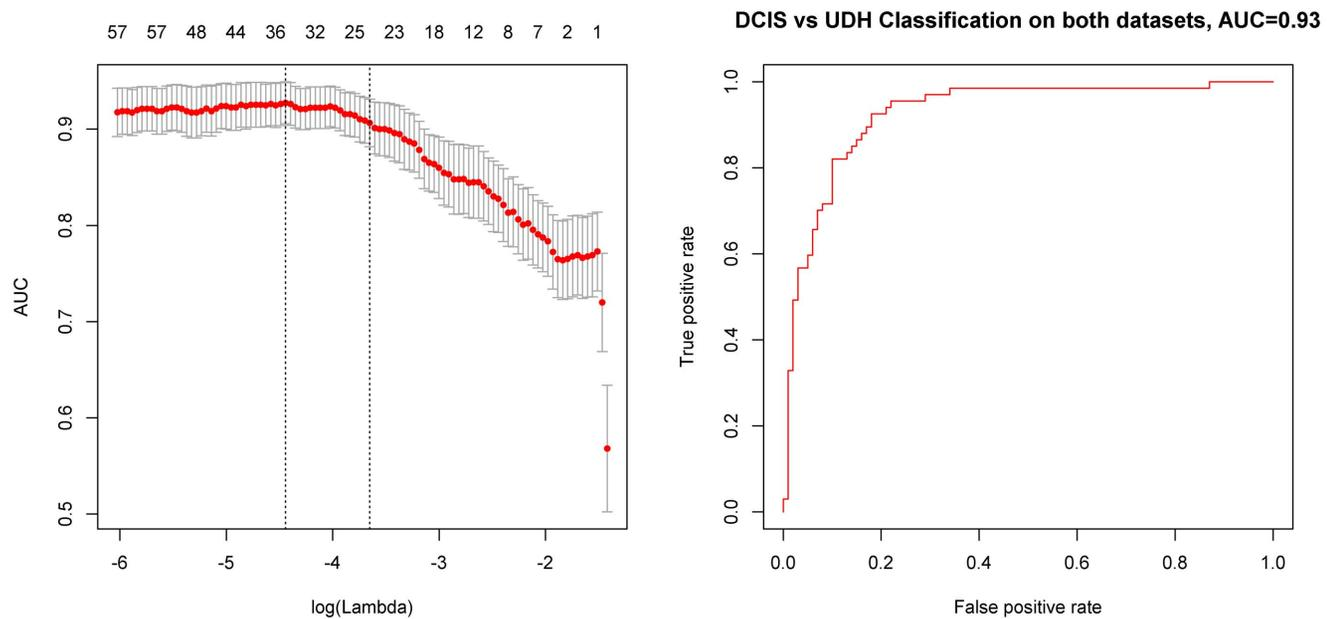 57 57 48 44 36 32 25 23 18 12 8 7 2 1
AUC
0.9
0.8
0.7
0.6
0.5
-6 -5 -4 -3 -2
log(Lambda)
DCIS vs UDH Classification on both datasets, AUC=0.93
True positive rate
1.0
0.8
0.6
0.4
0.2
0.0
0.0 0.2 0.4 0.6 0.8 1.0
False positive rate